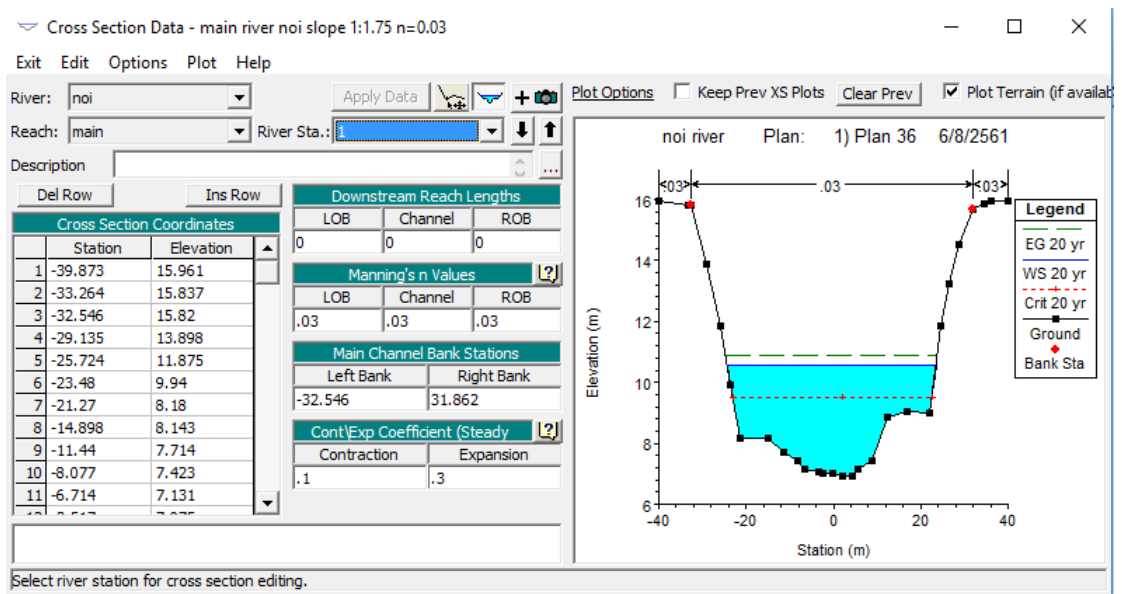 Cross Section Data - main river noi slope 1:1.75 n=0.03
Exit Edit Options Plot Help
River: noi
Apply Data
Reach: main River Sta.: 1
Description ...
Del Row Ins Row
Cross Section Coordinates
Station Elevation
1 -39.873 15.961
2 -33.264 15.837
3 -32.546 15.82
4 -29.135 13.898
5 -25.724 11.875
6 -23.48 9.94
7 -21.27 8.18
8 -14.898 8.143
9 -11.44 7.714
10 -8.077 7.423
11 -6.714 7.131
Downstream Reach Lengths
LOB Channel ROB
0 0 0
Manning's n Values
LOB Channel ROB
.03 .03 .03
Main Channel Bank Stations
Left Bank Right Bank
-32.546 31.862
Cont\Exp Coefficient (Steady
Contraction Expansion
.1 .3
Plot Options Keep Prev XS Plots Clear Prev Plot Terrain (if availab
noi river Plan: 1) Plan 36 6/8/2561
.03 .03 .03
16
14
12
10
8
6
Elevation (m)
-40 -20 0 20 40
Station (m)
Legend
EG 20 yr
WS 20 yr
Crit 20 yr
Ground
Bank Sta
Select river station for cross section editing.